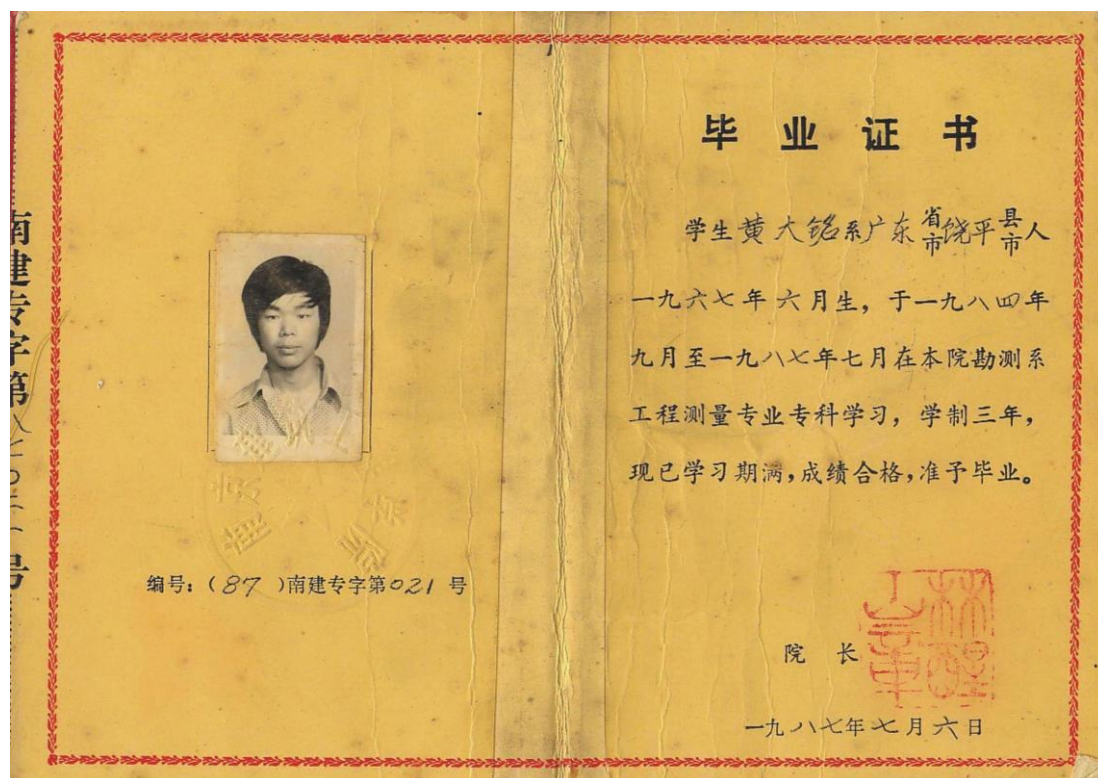 南建专字第
号
编号：（87）南建专字第021号
毕业证书
学生黄大铭系广东省市饶平县市人
一九六七年六月生，于一九八四年
九月至一九八七年七月在本院勘测系
工程测量专业专科学习，学制三年，
现已学习期满，成绩合格，准予毕业。
院长
一九八七年七月六日